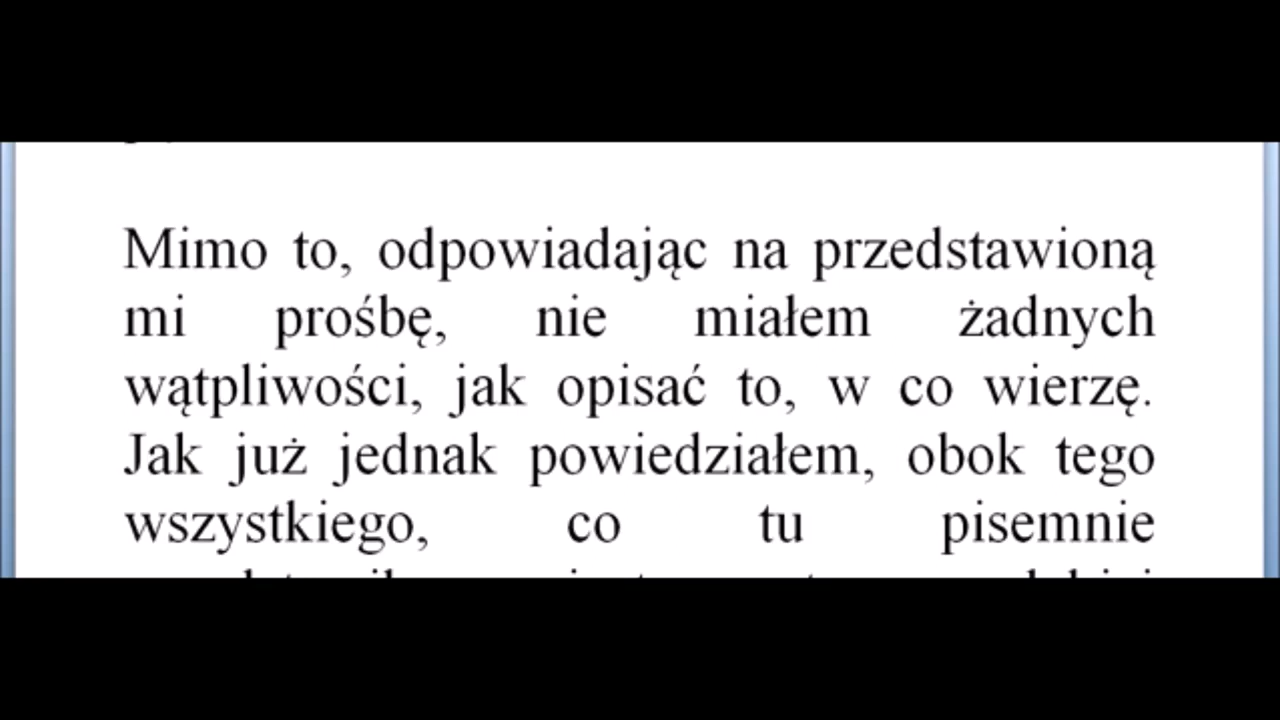 Mimo to, odpowiadając na przedstawioną
mi prośbę, nie miałem żadnych
wątpliwości, jak opisać to, w co wierzę.
Jak już jednak powiedziałem, obok tego
wszystkiego, co tu pisemnie